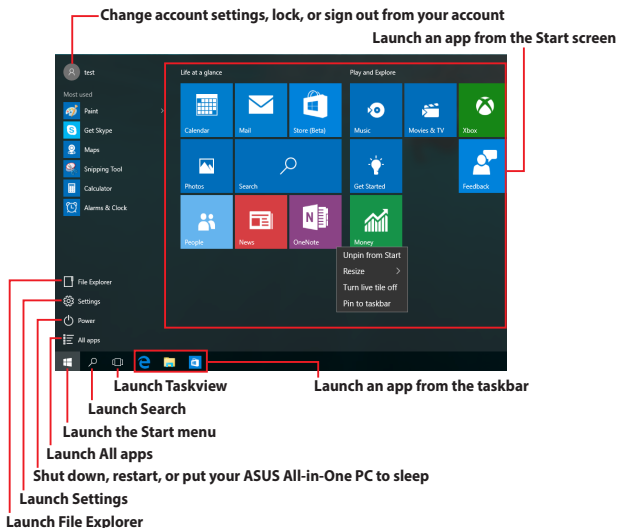 Change account settings, lock, or sign out from your account
Launch an app from the Start screen
test
Life at a glance
Play and Explore
Most used
Paint
Get Skype
Maps
Snipping Tool
Calculator
Alarms & Clock
Calendar
Mail
Store (Beta)
Music
Movies & TV
Xbox
Photos
Search
Get Started
Feedback
People
News
OneNote
Money
Unpin from Start
Resize
Turn live tile off
Pin to taskbar
File Explorer
Settings
Power
All apps
Launch Taskview
Launch an app from the taskbar
Launch Search
Launch the Start menu
Launch All apps
Shut down, restart, or put your ASUS All-in-One PC to sleep
Launch Settings
Launch File Explorer